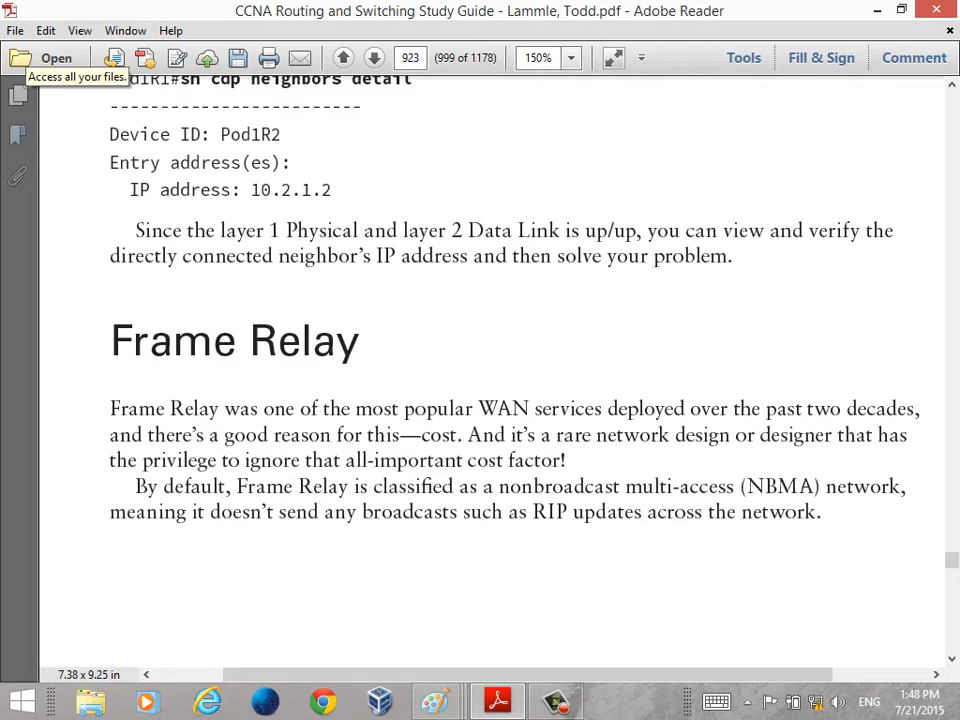 CCNA Routing and Switching Study Guide - Lammle, Todd.pdf - Adobe Reader
File Edit View Window Help
Open 923 (999 of 1178) 150% Tools Fill & Sign Comment
Access all your files.
sh cdp neighbors detail
-------------------------
Device ID: Pod1R2
Entry address(es):
IP address: 10.2.1.2
Since the layer 1 Physical and layer 2 Data Link is up/up, you can view and verify the
directly connected neighbor's IP address and then solve your problem.
Frame Relay
Frame Relay was one of the most popular WAN services deployed over the past two decades,
and there's a good reason for this—cost. And it's a rare network design or designer that has
the privilege to ignore that all-important cost factor!
By default, Frame Relay is classified as a nonbroadcast multi-access (NBMA) network,
meaning it doesn't send any broadcasts such as RIP updates across the network.
7.38 x 9.25 in
ENG
1:48 PM
7/21/2015